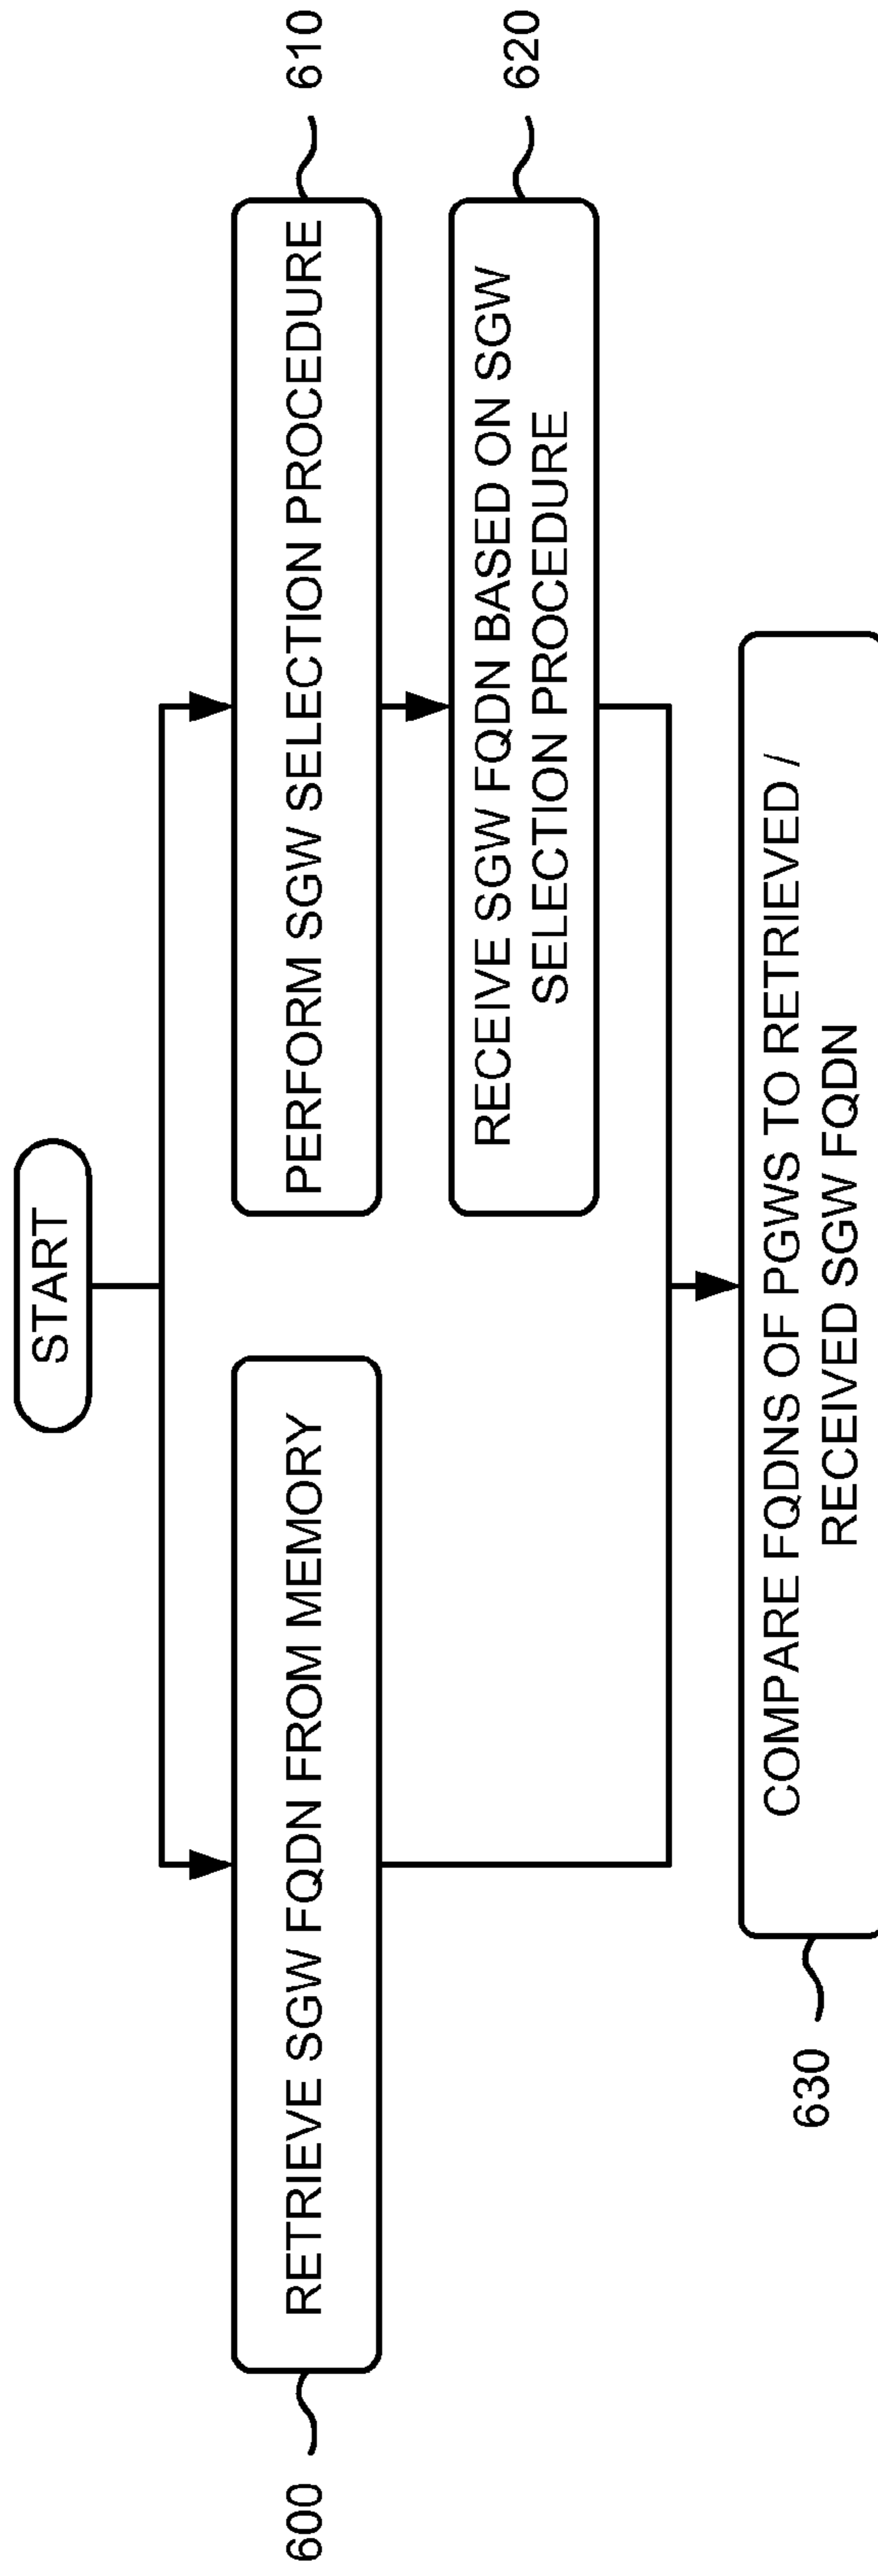 START
600
RETRIEVE SGW FQDN FROM MEMORY
PERFORM SGW SELECTION PROCEDURE
610
RECEIVE SGW FQDN BASED ON SGW
SELECTION PROCEDURE
620
630
COMPARE FQDNS OF PGWS TO RETRIEVED /
RECEIVED SGW FQDN